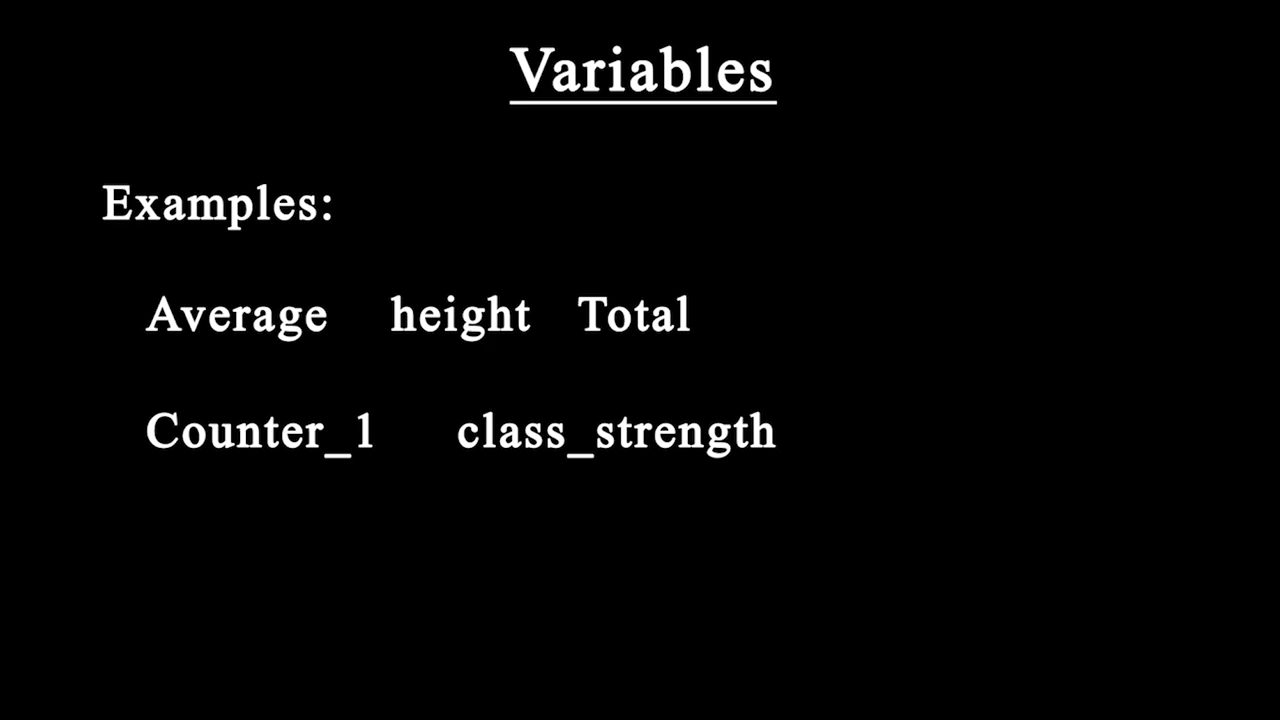 Variables
Examples:
Average height Total
Counter_1 class_strength